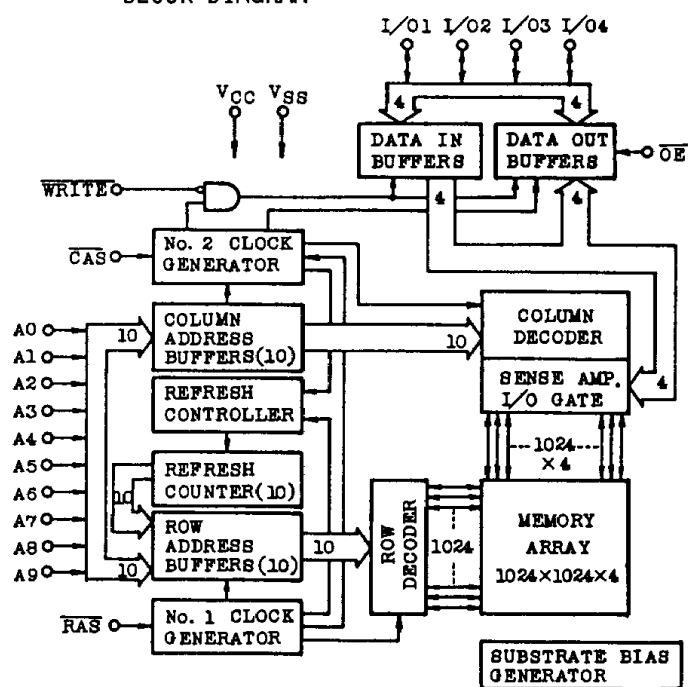 BLOCK DIAGRAM
I/O1 I/O2 I/O3 I/O4
VCC VSS
4 4
DATA IN
BUFFERS
DATA OUT
BUFFERS
OE
WRITE
4 4
CAS
No. 2 CLOCK
GENERATOR
A0
A1
A2
A3
A4
A5
A6
A7
A8
A9
10
COLUMN
ADDRESS
BUFFERS(10)
10
COLUMN
DECODER
SENSE AMP.
I/O GATE
4
REFRESH
CONTROLLER
1024
×4
REFRESH
COUNTER(10)
10
ROW
ADDRESS
BUFFERS(10)
10
10
ROW
DECODER
1024
MEMORY
ARRAY
1024×1024×4
RAS
No. 1 CLOCK
GENERATOR
SUBSTRATE BIAS
GENERATOR